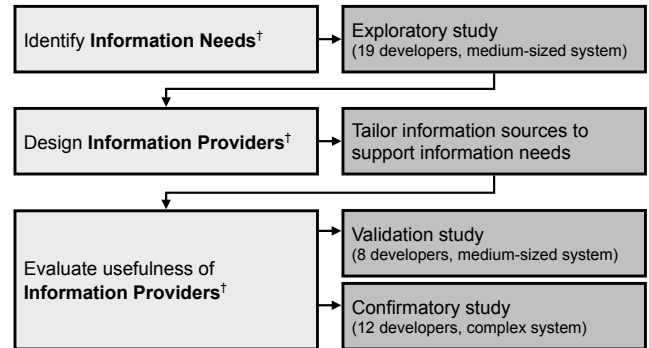 Identify Information Needs†
Exploratory study
(19 developers, medium-sized system)
Design Information Providers†
Tailor information sources to
support information needs
Evaluate usefulness of
Information Providers†
Validation study
(8 developers, medium-sized system)
Confirmatory study
(12 developers, complex system)